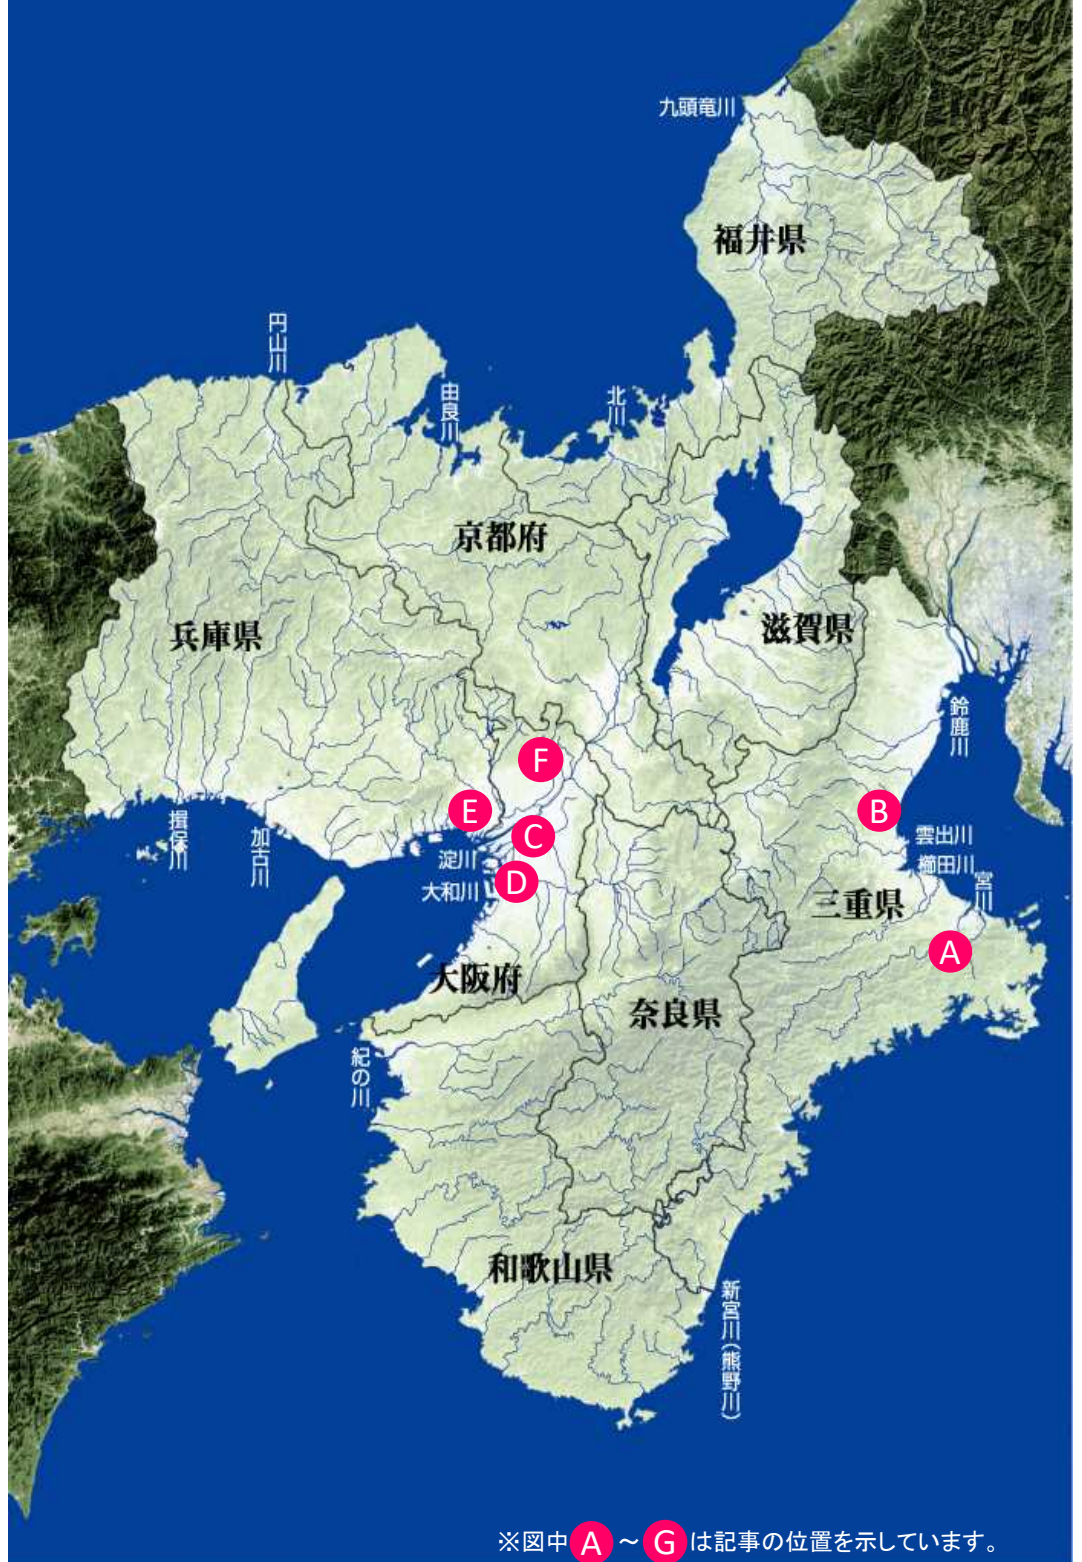 九頭竜川
福井県
円山川
由良川
北川
京都府
兵庫県
滋賀県
鈴鹿川
F
E
B
C
揖保川
加古川
淀川
雲出川
櫛田川
宮川
大和川
D
三重県
A
大阪府
奈良県
紀の川
和歌山県
新宮川(熊野川)
※図中 A ～ G は記事の位置を示しています。